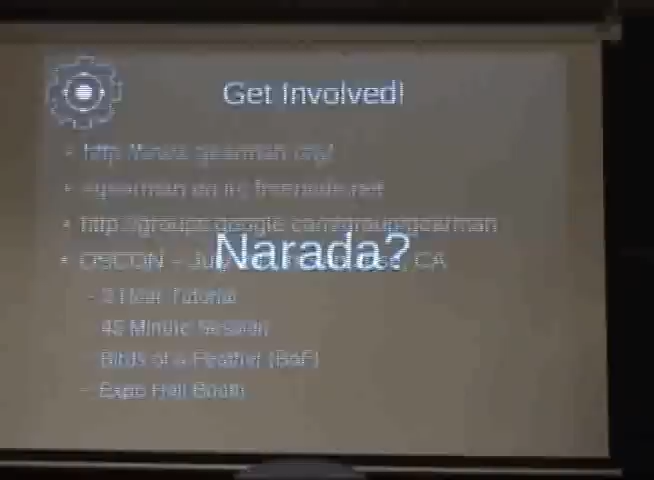 Get Involved!
http://www.gearman.org/
#gearman on irc.freenode.net
http://groups.google.com/group/gearman
Narada?
OSCON - CA
- 3 Hour Tutorial
- 45 Minute Session
- Birds of a Feather (BoF)
- Expo Hall Booth